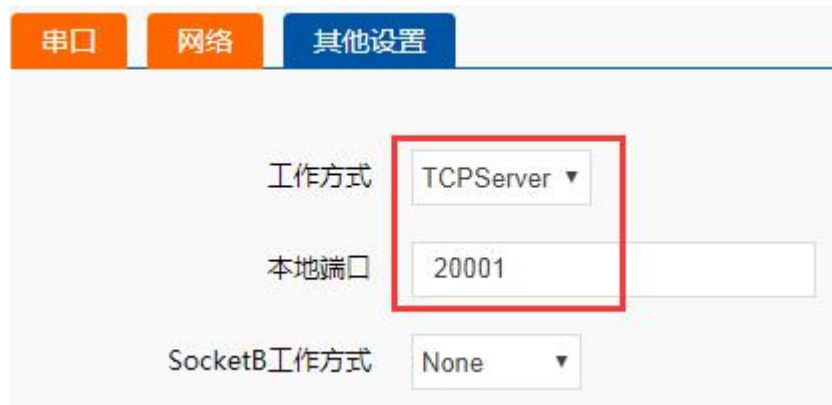 串口 网络 其他设置
工作方式 TCPServer
本地端口 20001
SocketB工作方式 None